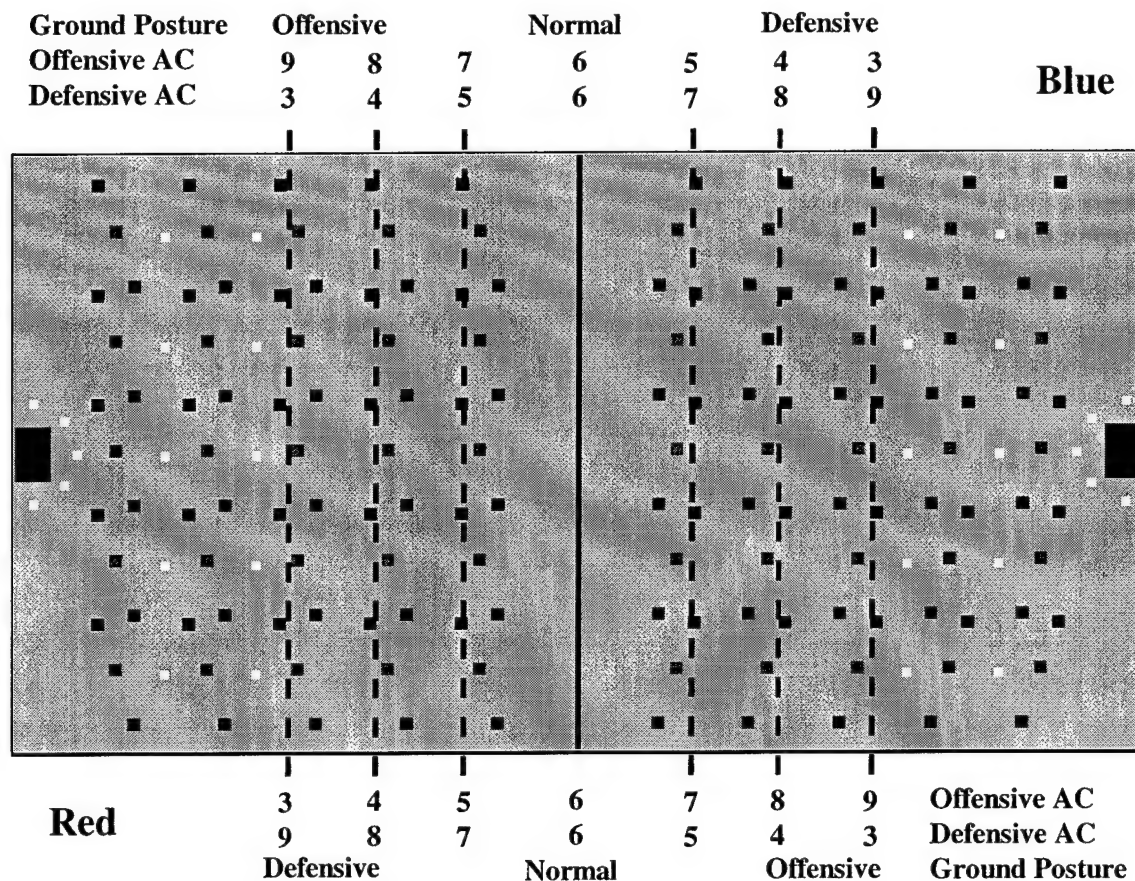 Ground Posture Offensive Normal Defensive
Offensive AC 9 8 7 6 5 4 3
Blue
Defensive AC 3 4 5 6 7 8 9
3 4 5 6 7 8 9 Offensive AC
Red
9 8 7 6 5 4 3 Defensive AC
Defensive Normal Offensive Ground Posture